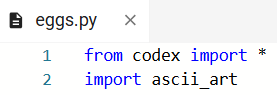 eggs.py
1 from codex import *
2 import ascii_art